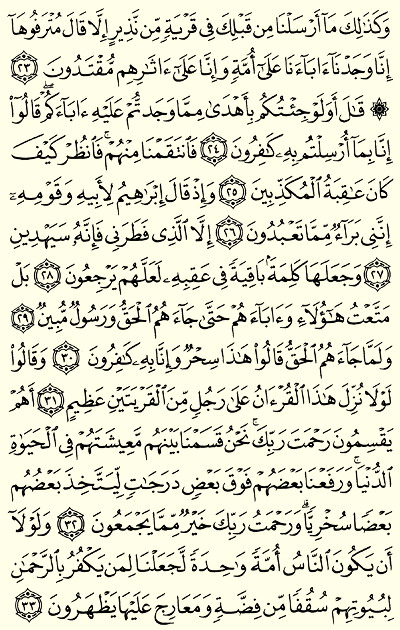 وَكَذَٰلِكَ مَآ أَرْسَلْنَا مِن قَبْلِكَ فِى قَرْيَةٍ مِّن نَّذِيرٍ إِلَّا قَالَ مُتْرَفُوهَآ
إِنَّا وَجَدْنَآ ءَابَآءَنَا عَلَىٰٓ أُمَّةٍ وَإِنَّا عَلَىٰٓ ءَاثَـٰرِهِم مُّقْتَدُونَ ٢٣
۞ قَـٰلَ أَوَلَوْ جِئْتُكُم بِأَهْدَىٰ مِمَّا وَجَدتُّمْ عَلَيْهِ ءَابَآءَكُمْ ۖ قَالُوٓا۟
إِنَّا بِمَآ أُرْسِلْتُم بِهِۦ كَـٰفِرُونَ ٢٤ فَٱنتَقَمْنَا مِنْهُمْ ۖ فَٱنظُرْ كَيْفَ
كَانَ عَـٰقِبَةُ ٱلْمُكَذِّبِينَ ٢٥ وَإِذْ قَالَ إِبْرَٰهِيمُ لِأَبِيهِ وَقَوْمِهِۦٓ
إِنَّنِى بَرَآءٌ مِّمَّا تَعْبُدُونَ ٢٦ إِلَّا ٱلَّذِى فَطَرَنِى فَإِنَّهُۥ سَيَهْدِينِ
٢٧ وَجَعَلَهَا كَلِمَةًۢ بَاقِيَةً فِى عَقِبِهِۦ لَعَلَّهُمْ يَرْجِعُونَ ٢٨ بَلْ
مَتَّعْتُ هَـٰٓؤُلَآءِ وَءَابَآءَهُمْ حَتَّىٰ جَآءَهُمُ ٱلْحَقُّ وَرَسُولٌ مُّبِينٌ ٢٩
وَلَمَّا جَآءَهُمُ ٱلْحَقُّ قَالُوا۟ هَـٰذَا سِحْرٌ وَإِنَّا بِهِۦ كَـٰفِرُونَ ٣٠ وَقَالُوا۟
لَوْلَا نُزِّلَ هَـٰذَا ٱلْقُرْءَانُ عَلَىٰ رَجُلٍ مِّنَ ٱلْقَرْيَتَيْنِ عَظِيمٍ ٣١ أَهُمْ
يَقْسِمُونَ رَحْمَتَ رَبِّكَ ۚ نَحْنُ قَسَمْنَا بَيْنَهُم مَّعِيشَتَهُمْ فِى ٱلْحَيَوٰةِ
ٱلدُّنْيَا ۚ وَرَفَعْنَا بَعْضَهُمْ فَوْقَ بَعْضٍ دَرَجَـٰتٍ لِّيَتَّخِذَ بَعْضُهُم
بَعْضًا سُخْرِيًّا ۗ وَرَحْمَتُ رَبِّكَ خَيْرٌ مِّمَّا يَجْمَعُونَ ٣٢ وَلَوْلَآ
أَن يَكُونَ ٱلنَّاسُ أُمَّةً وَٰحِدَةً لَّجَعَلْنَا لِمَن يَكْفُرُ بِٱلرَّحْمَـٰنِ
لِبُيُوتِهِمْ سُقُفًا مِّن فِضَّةٍ وَمَعَارِجَ عَلَيْهَا يَظْهَرُونَ ٣٣